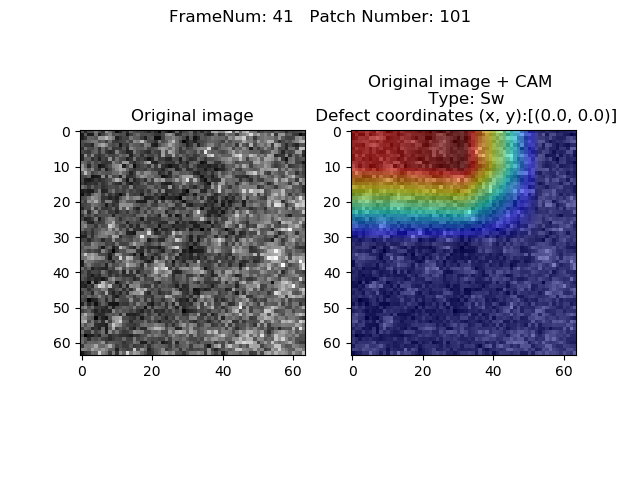 FrameNum: 41   Patch Number: 101
Original image
0
10
20
30
40
50
60
0 20 40 60
Original image + CAM
Type: Sw
Defect coordinates (x, y):[(0.0, 0.0)]
0
10
20
30
40
50
60
0 20 40 60